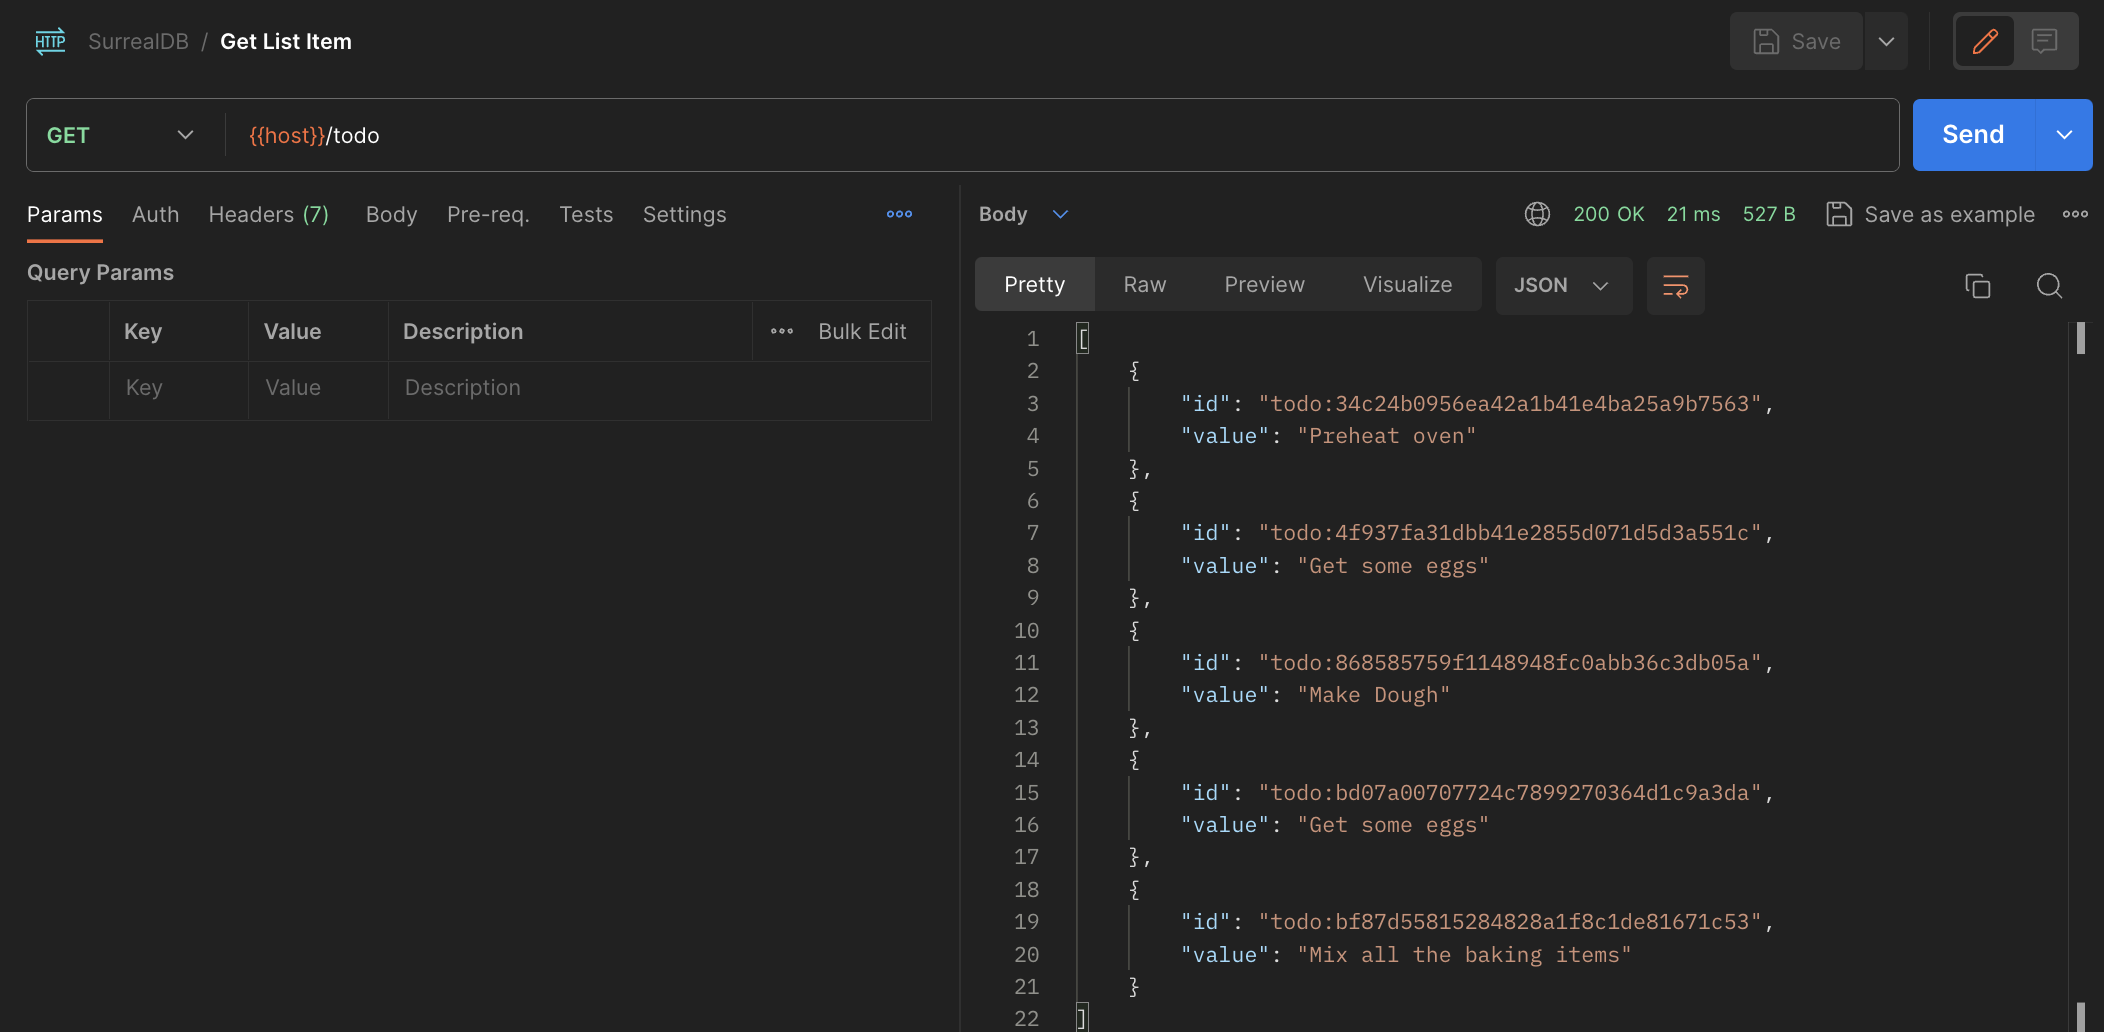 HTTP SurrealDB / Get List Item
Save
GET {{host}}/todo
Send
Params Auth Headers (7) Body Pre-req. Tests Settings
Query Params
Key Value Description Bulk Edit
Key Value Description
Body 200 OK 21 ms 527 B Save as example
Pretty Raw Preview Visualize JSON
1 [
2 {
3 "id": "todo:34c24b0956ea42a1b41e4ba25a9b7563",
4 "value": "Preheat oven"
5 },
6 {
7 "id": "todo:4f937fa31dbb41e2855d071d5d3a551c",
8 "value": "Get some eggs"
9 },
10 {
11 "id": "todo:868585759f1148948fc0abb36c3db05a",
12 "value": "Make Dough"
13 },
14 {
15 "id": "todo:bd07a00707724c7899270364d1c9a3da",
16 "value": "Get some eggs"
17 },
18 {
19 "id": "todo:bf87d55815284828a1f8c1de81671c53",
20 "value": "Mix all the baking items"
21 }
22 ]